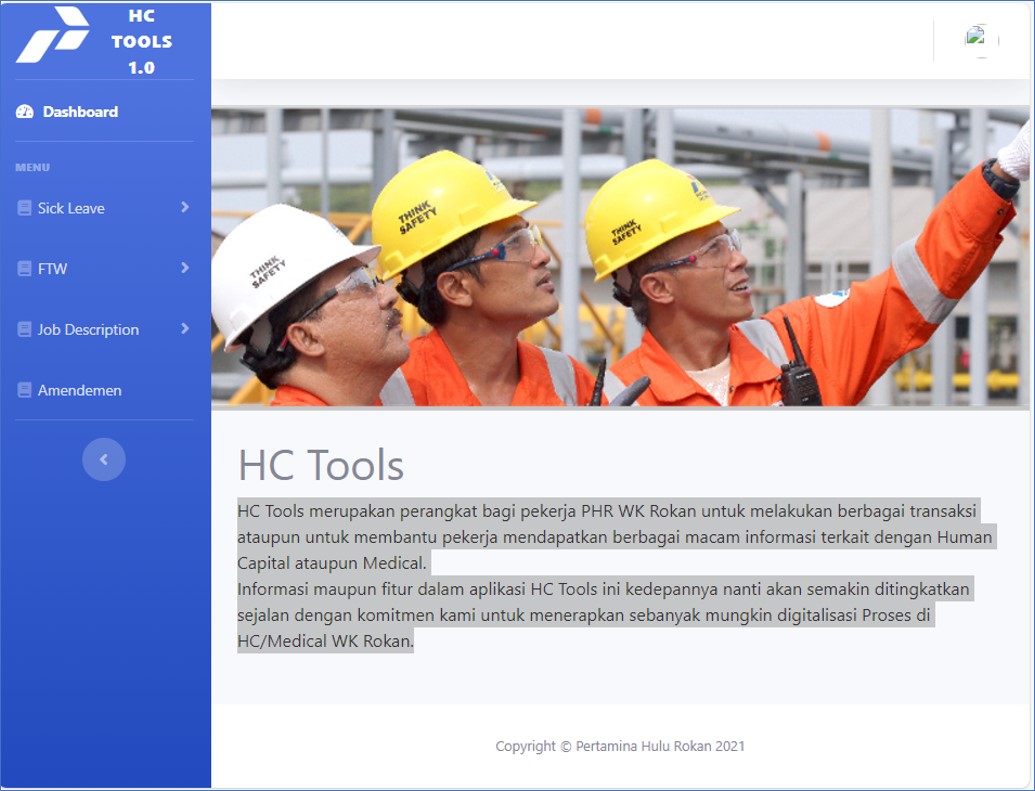 HC
TOOLS
1.0
Dashboard
MENU
Sick Leave
FTW
Job Description
Amendemen
THINK
SAFETY
THINK
SAFETY
THINK
SAFETY
HC Tools
HC Tools merupakan perangkat bagi pekerja PHR WK Rokan untuk melakukan berbagai transaksi
ataupun untuk membantu pekerja mendapatkan berbagai macam informasi terkait dengan Human
Capital ataupun Medical.
Informasi maupun fitur dalam aplikasi HC Tools ini kedepannya nanti akan semakin ditingkatkan
sejalan dengan komitmen kami untuk menerapkan sebanyak mungkin digitalisasi Proses di
HC/Medical WK Rokan.
Copyright © Pertamina Hulu Rokan 2021